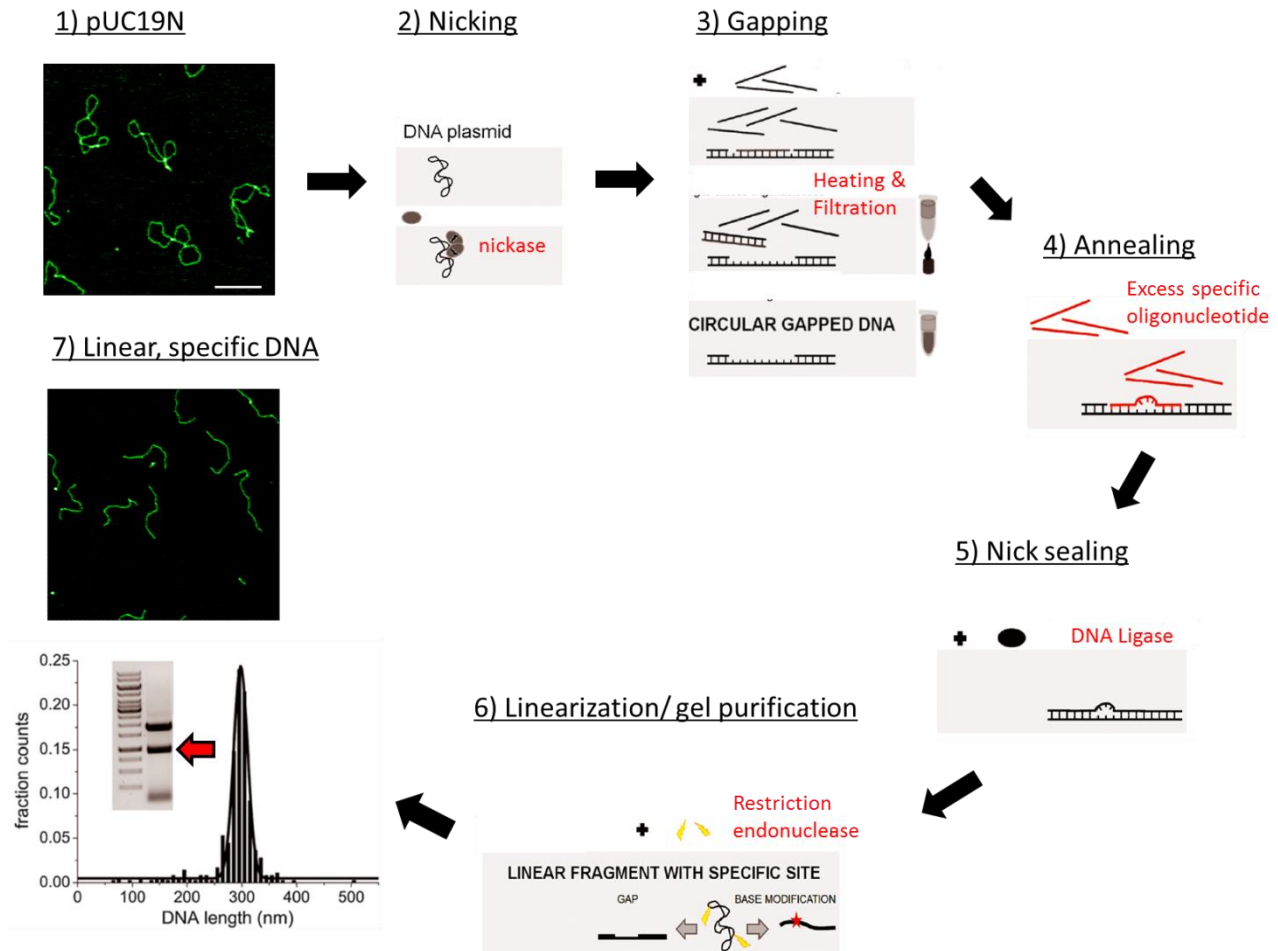 1) pUC19N
2) Nicking
DNA plasmid
nickase
3) Gapping
+
Heating &
Filtration
CIRCULAR GAPPED DNA
4) Annealing
Excess specific
oligonucleotide
5) Nick sealing
+
DNA Ligase
6) Linearization/ gel purification
+
Restriction
endonuclease
LINEAR FRAGMENT WITH SPECIFIC SITE
GAP
BASE MODIFICATION
7) Linear, specific DNA
fraction counts
0.25
0.20
0.15
0.10
0.05
0.00
0 100 200 300 400 500
DNA length (nm)